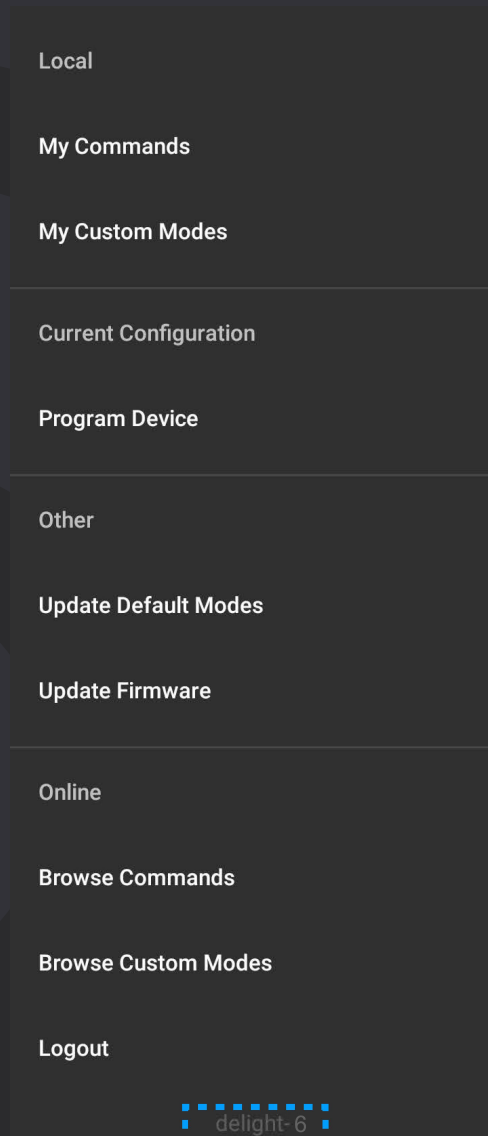 Local
My Commands
My Custom Modes
Current Configuration
Program Device
Other
Update Default Modes
Update Firmware
Online
Browse Commands
Browse Custom Modes
Logout
delight-6